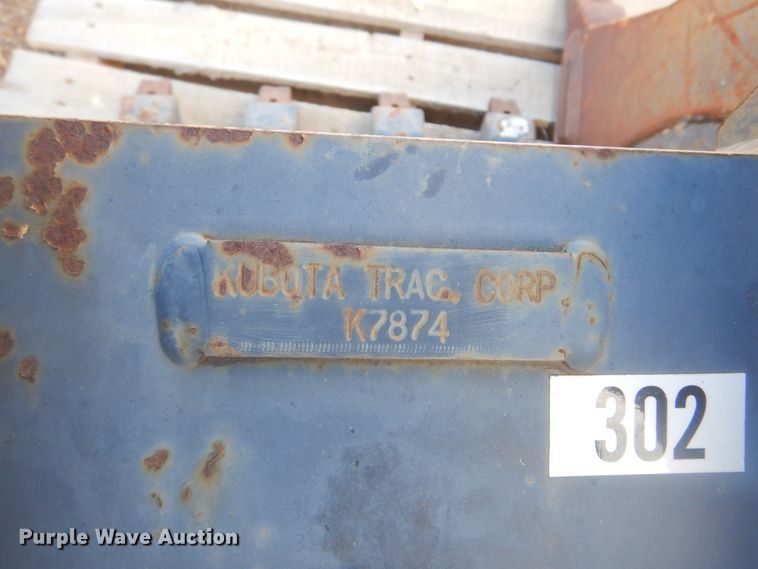 KUBOTA TRAC. CORP.
K7874
302
Purple Wave Auction